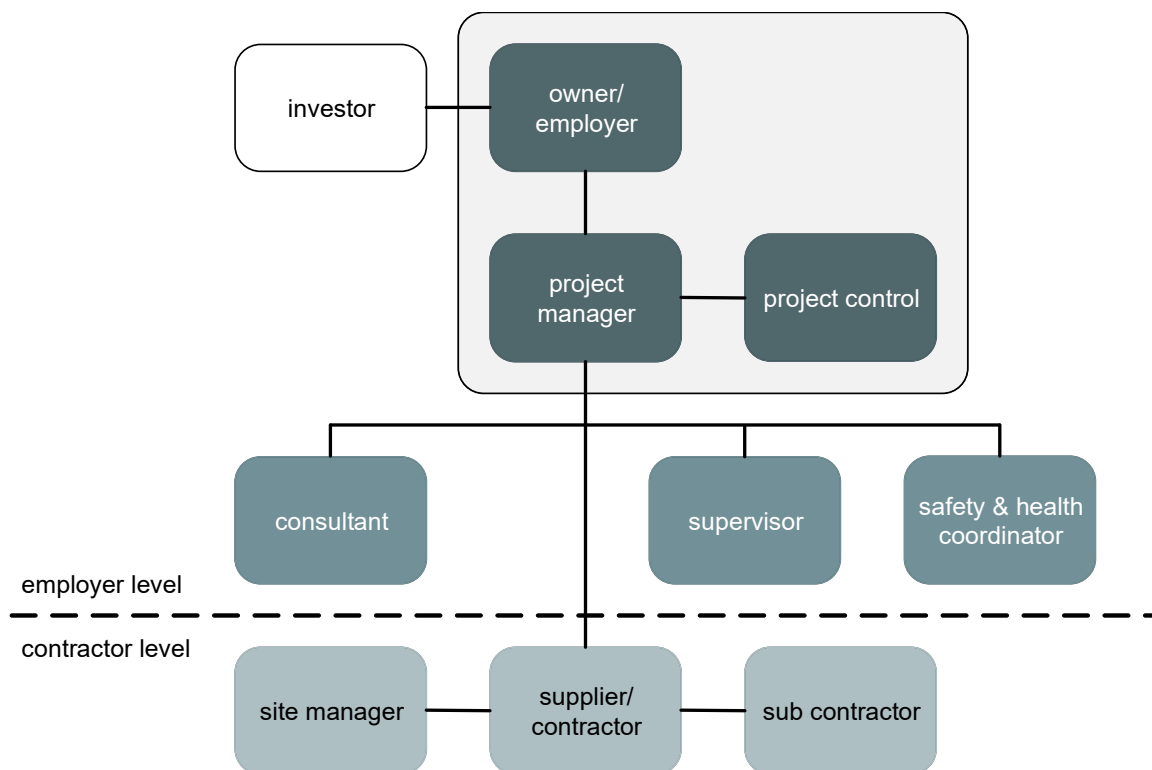 investor
owner/
employer
project
manager
project control
consultant
supervisor
safety & health
coordinator
employer level
contractor level
site manager
supplier/
contractor
sub contractor